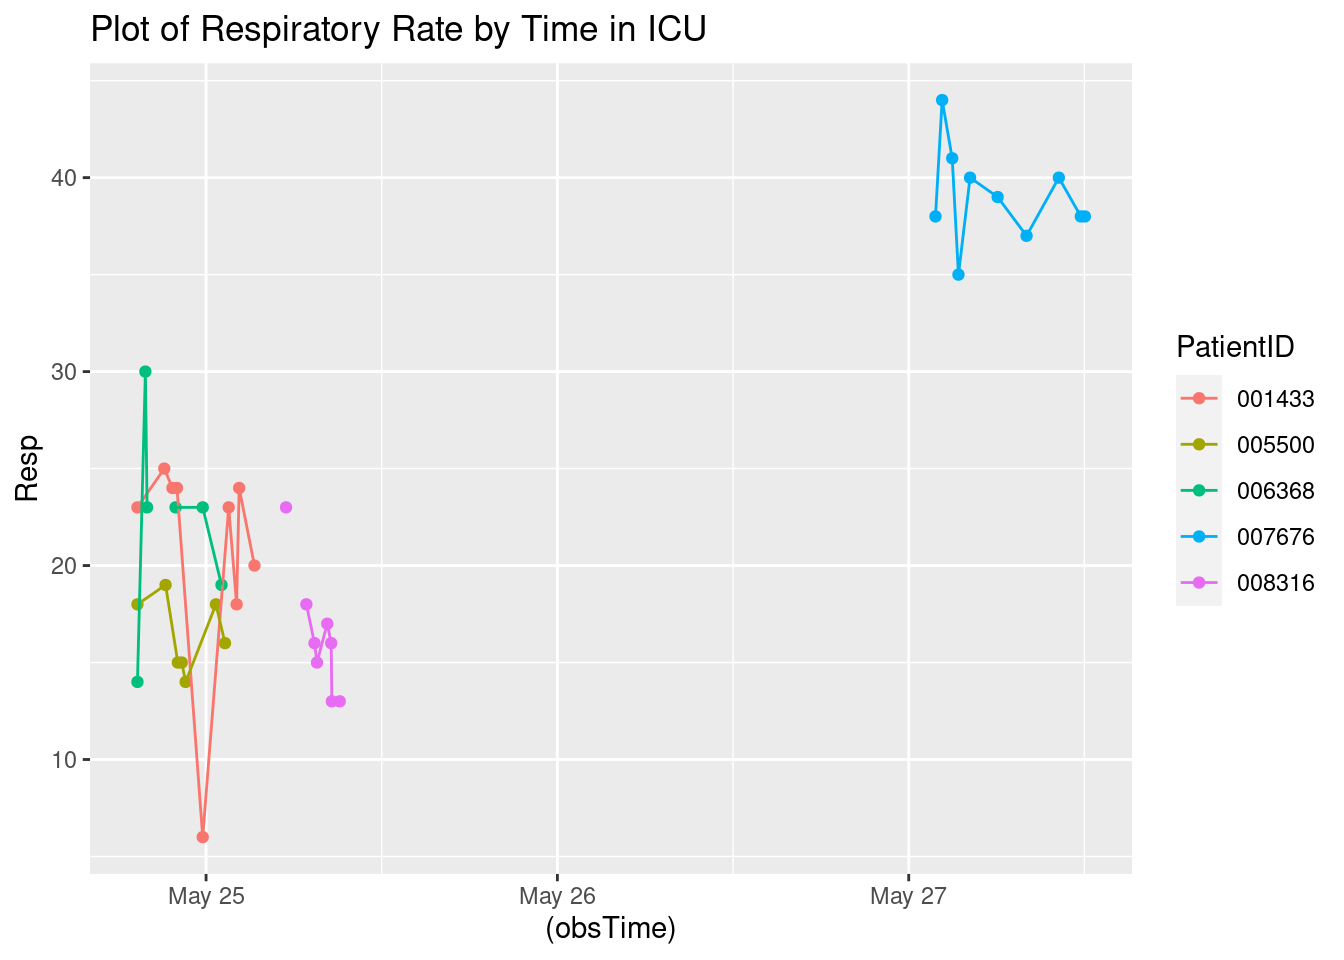 Plot of Respiratory Rate by Time in ICU
Resp
40
30
20
10
May 25
May 26
May 27
(obsTime)
PatientID
001433
005500
006368
007676
008316